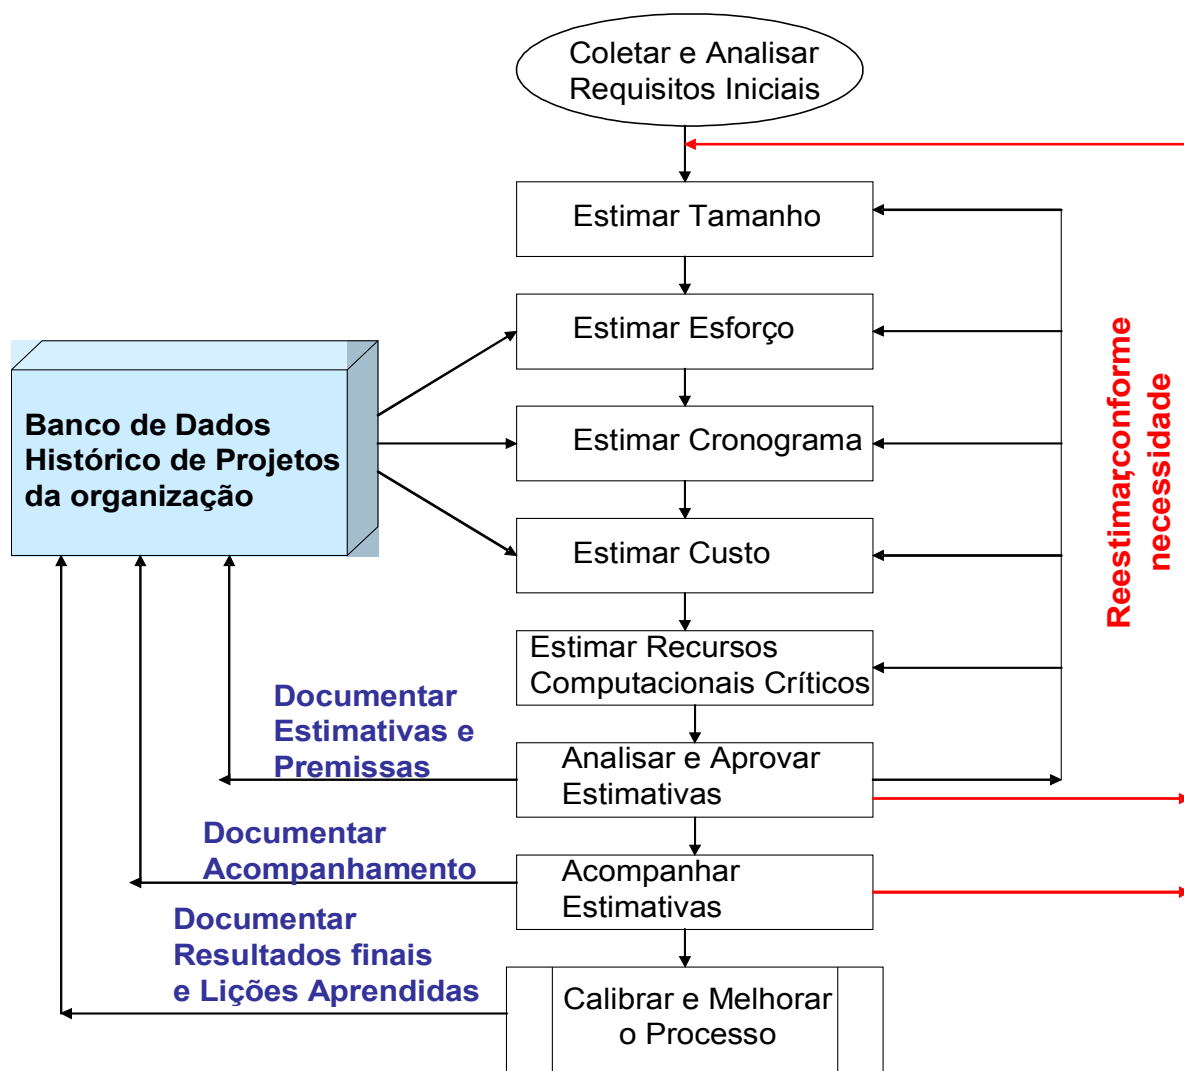 Coletar e Analisar
Requisitos Iniciais
Estimar Tamanho
Estimar Esforço
Estimar Cronograma
Estimar Custo
Estimar Recursos
Computacionais Críticos
Analisar e Aprovar
Estimativas
Acompanhar
Estimativas
Calibrar e Melhorar
o Processo
Banco de Dados
Histórico de Projetos
da organização
Documentar
Estimativas e
Premissas
Documentar
Acompanhamento
Documentar
Resultados finais
e Lições Aprendidas
Reestimar,conforme
necessidade